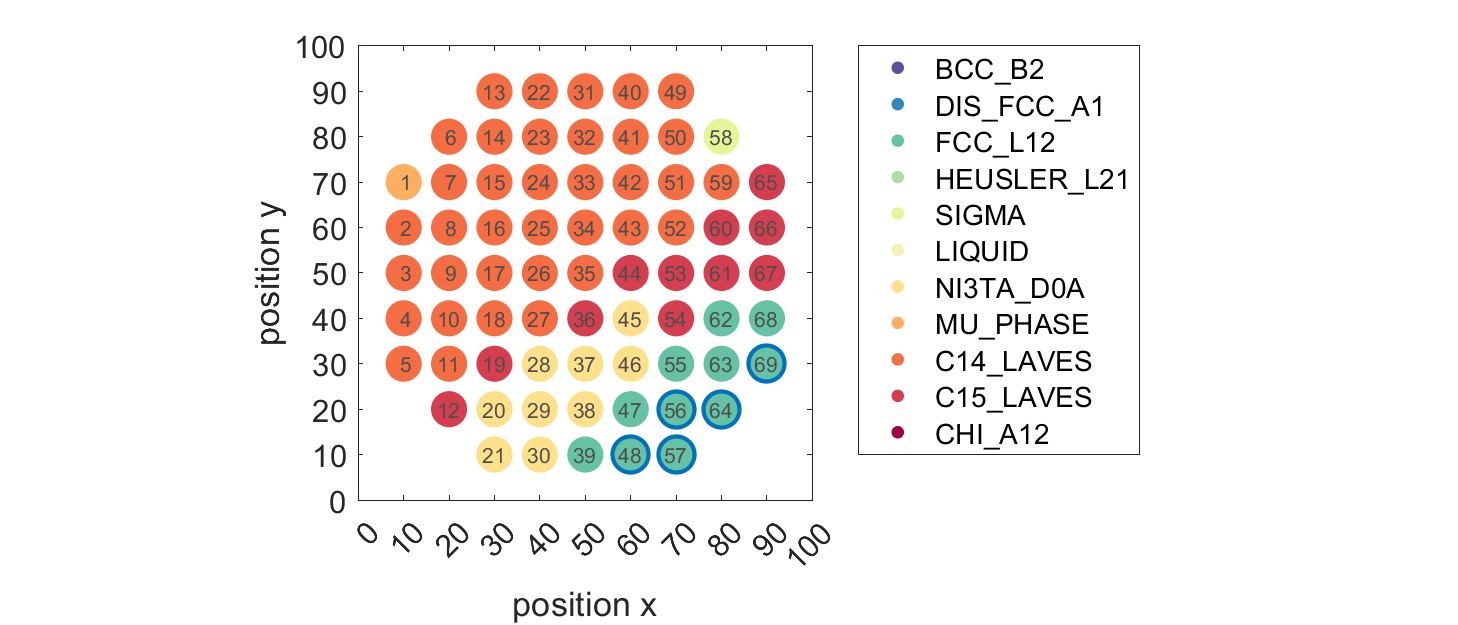 100
90 13 22 31 40 49
80 6 14 23 32 41 50 58
70 1 7 15 24 33 42 51 59 65
60 2 8 16 25 34 43 52 60 66
50 3 9 17 26 35 44 53 61 67
40 4 10 18 27 36 45 54 62 68
30 5 11 19 28 37 46 55 63 69
20 12 20 29 38 47 56 64
10 21 30 39 48 57
0
0 10 20 30 40 50 60 70 80 90 100
position x
position y
BCC_B2
DIS_FCC_A1
FCC_L12
HEUSLER_L21
SIGMA
LIQUID
NI3TA_D0A
MU_PHASE
C14_LAVES
C15_LAVES
CHI_A12